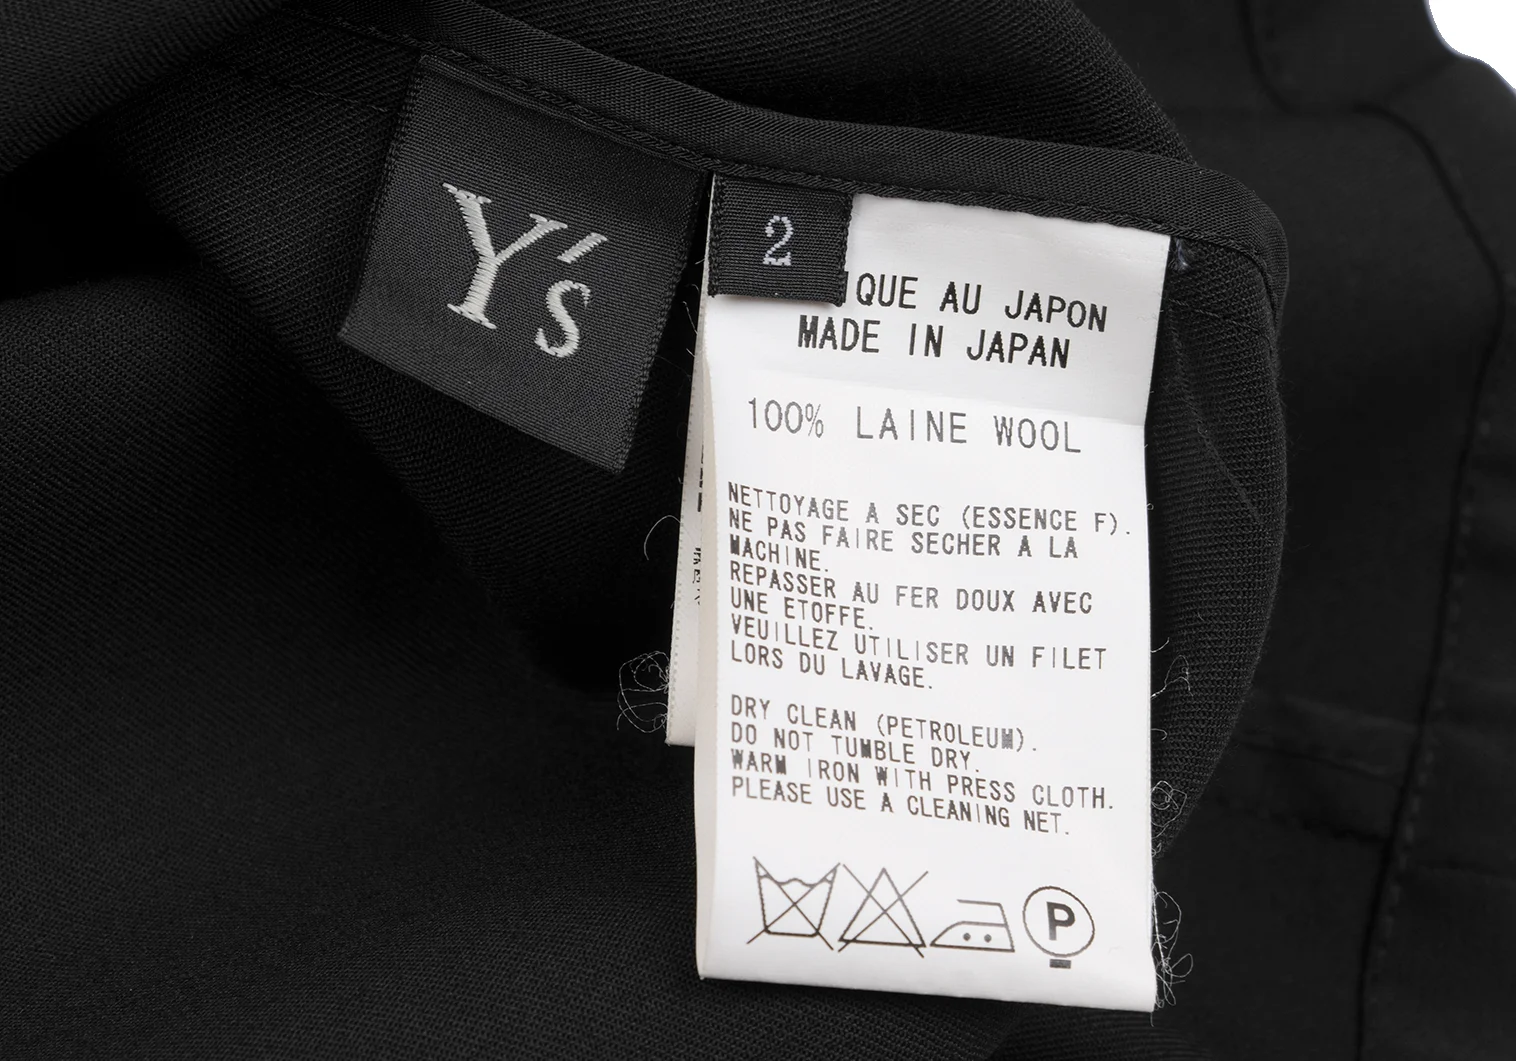 Y's
2
QUE AU JAPON
MADE IN JAPAN
100% LAINE WOOL
NETTOYAGE A SEC (ESSENCE F).
NE PAS FAIRE SECHER A LA
MACHINE.
REPASSER AU FER DOUX AVEC
UNE ETOFFE.
VEUILLEZ UTILISER UN FILET
LORS DU LAVAGE.
DRY CLEAN (PETROLEUM).
DO NOT TUMBLE DRY.
WARM IRON WITH PRESS CLOTH.
PLEASE USE A CLEANING NET.
P